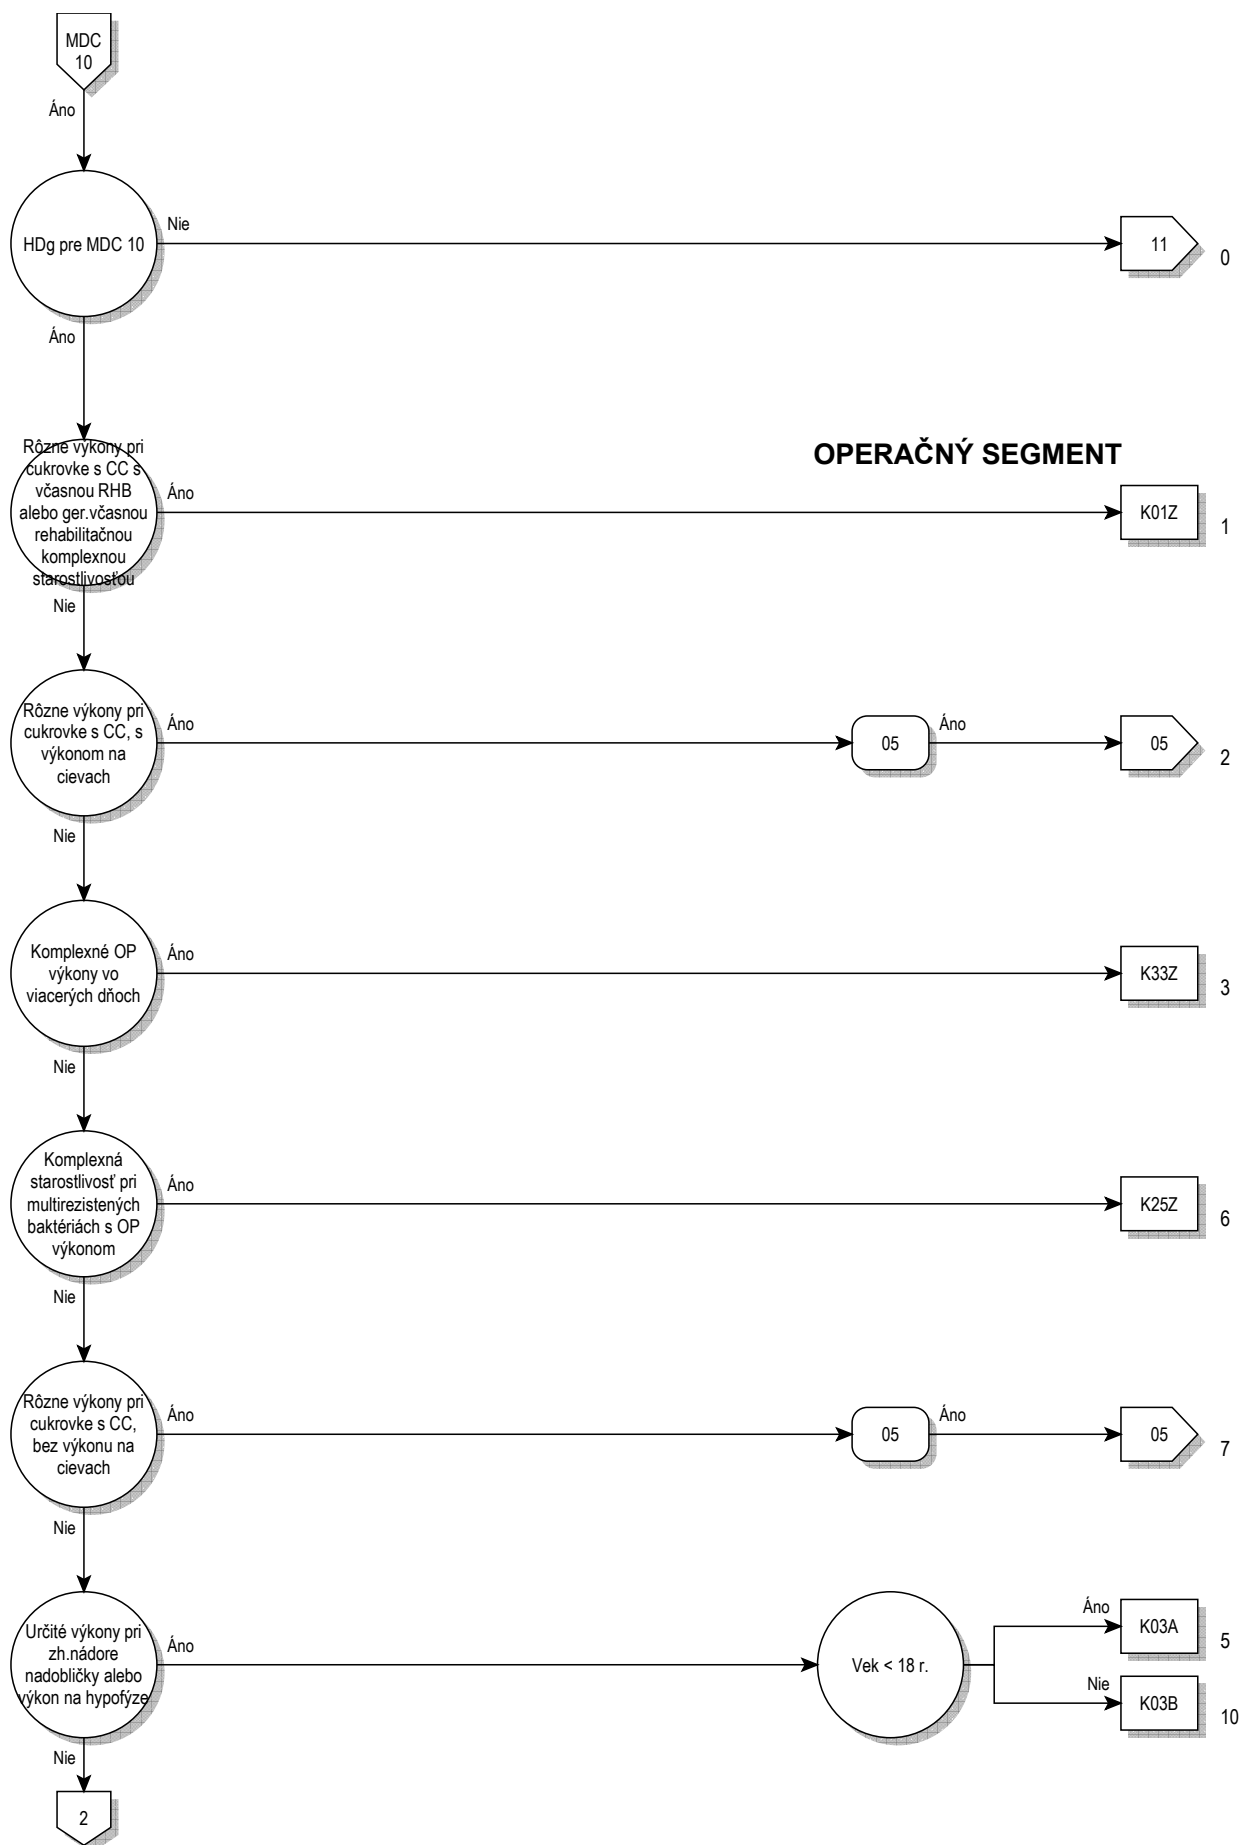 MDC
10
Áno
HDg pre MDC 10
Nie
11
0
Áno
OPERAČNÝ SEGMENT
Rôzne výkony pri
cukrovke s CC s
včasnou RHB
alebo ger.včasnou
rehabilitačnou
komplexnou
starostlivosťou
Áno
K01Z
1
Nie
Rôzne výkony pri
cukrovke s CC, s
výkonom na
cievach
Áno
05
Áno
05
2
Nie
Komplexné OP
výkony vo
viacerých dňoch
Áno
K33Z
3
Nie
Komplexná
starostlivosť pri
multirezistených
baktériách s OP
výkonom
Áno
K25Z
6
Nie
Rôzne výkony pri
cukrovke s CC,
bez výkonu na
cievach
Áno
05
Áno
05
7
Nie
Určité výkony pri
zh.nádore
nadobličky alebo
výkon na hypofýze
Áno
Vek < 18 r.
Áno
K03A
5
Nie
K03B
10
Nie
2